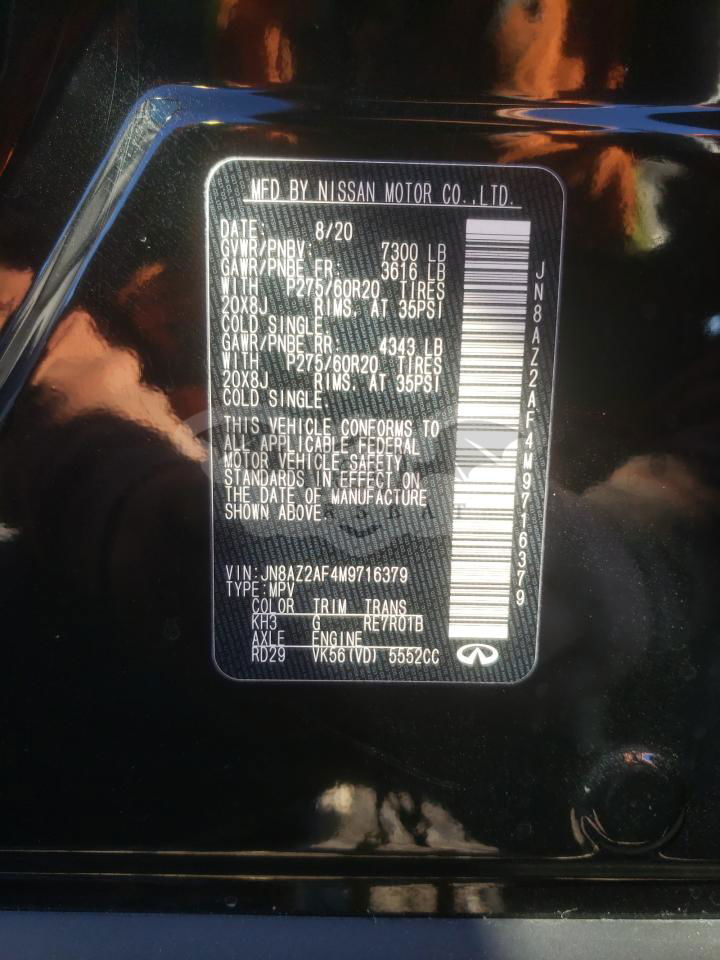 MFD BY NISSAN MOTOR CO.,LTD.
DATE: 8/20
GVWR/PNBV: 7300 LB
GAWR/PNBE FR: 3616 LB
WITH P275/60R20 TIRES
20X8J RIMS, AT 35PSI
COLD SINGLE,
GAWR/PNBE RR: 4343 LB
WITH P275/60R20 TIRES
20X8J RIMS, AT 35PSI
COLD SINGLE,
THIS VEHICLE CONFORMS TO
ALL APPLICABLE FEDERAL
MOTOR VEHICLE SAFETY
STANDARDS IN EFFECT ON
THE DATE OF MANUFACTURE
SHOWN ABOVE.
VIN:JN8AZ2AF4M9716379
TYPE:MPV
COLOR TRIM TRANS
KH3 G RE7R01B
AXLE ENGINE
RD29 VK56(VD) 5552CC
JN8AZ2AF4M9716379